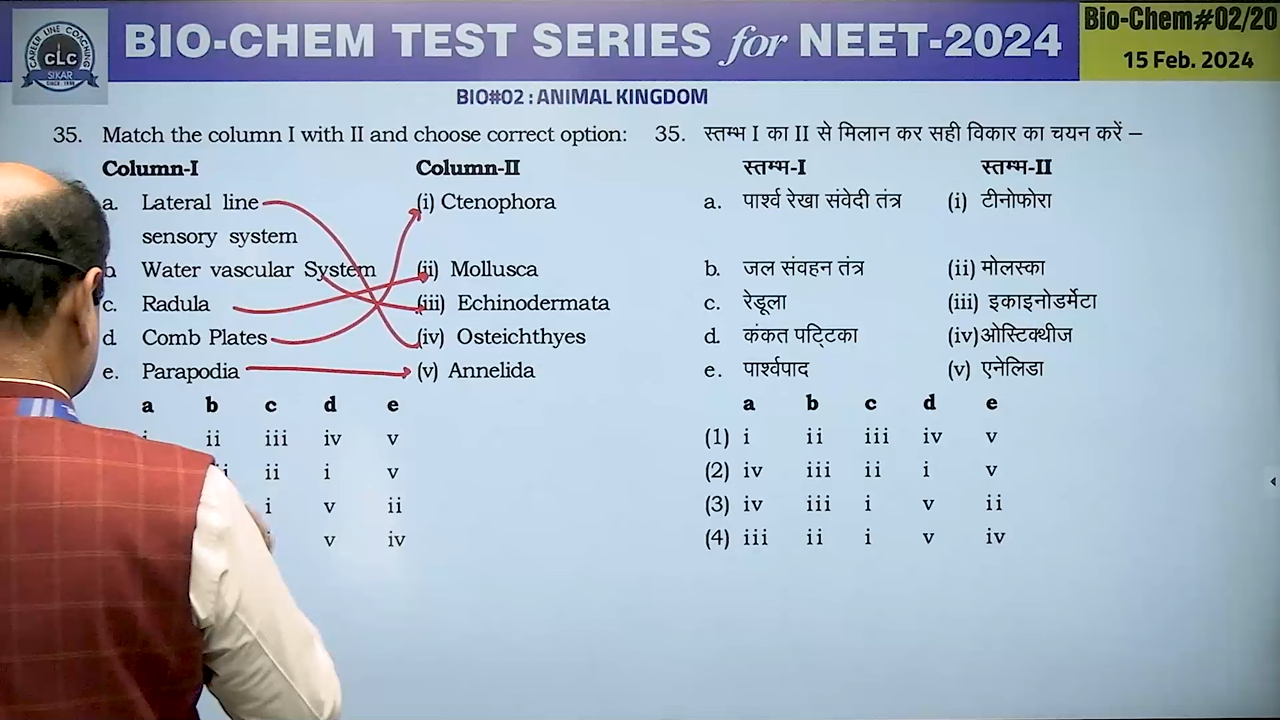 CAREER LINE COACHING
CLC
SIKAR
BIO-CHEM TEST SERIES for NEET-2024
Bio-Chem#02/20
15 Feb. 2024
BIO#02 : ANIMAL KINGDOM
35. Match the column I with II and choose correct option:
Column-I Column-II
a. Lateral line (i) Ctenophora
sensory system
b Water vascular System (ii) Mollusca
c. Radula (iii) Echinodermata
d Comb Plates (iv) Osteichthyes
e. Parapodia (v) Annelida
a b c d e
i ii iii iv v
ii i v
i v ii
v iv
35. स्तम्भ I का II से मिलान कर सही विकार का चयन करें –
स्तम्भ-I स्तम्भ-II
a. पार्श्व रेखा संवेदी तंत्र (i) टीनोफोरा
b. जल संवहन तंत्र (ii) मोलस्का
c. रेडूला (iii) इकाइनोडर्मेटा
d. कंकत पट्टिका (iv) ओस्टिक्थीज
e. पार्श्वपाद (v) एनेलिडा
a b c d e
(1) i ii iii iv v
(2) iv iii ii i v
(3) iv iii i v ii
(4) iii ii i v iv